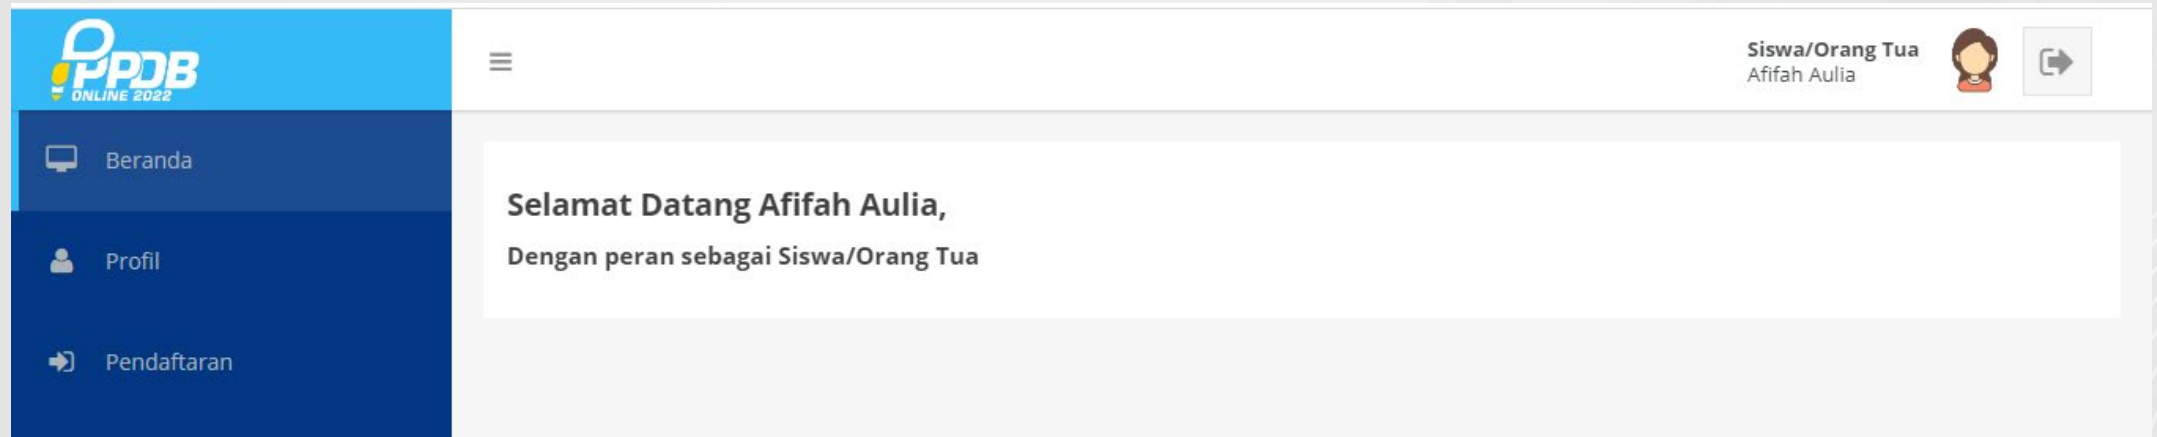 PPDB
ONLINE 2022
Siswa/Orang Tua
Afifah Aulia
Beranda
Profil
Pendaftaran
Selamat Datang Afifah Aulia,
Dengan peran sebagai Siswa/Orang Tua